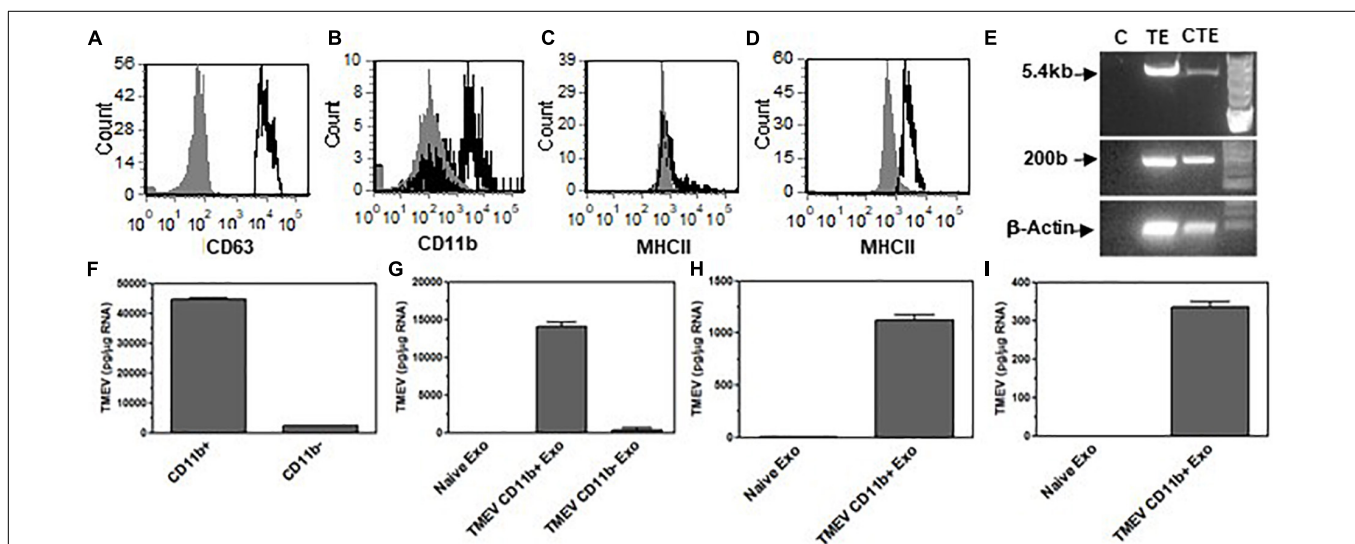 A
Count
56
42
28
14
0
10^0 10^1 10^2 10^3 10^4 10^5
CD63
B
Count
10
8
6
5
3
2
0
10^0 10^1 10^2 10^3 10^4 10^5
CD11b
C
Count
39
29
20
10
0
10^0 10^1 10^2 10^3 10^4 10^5
MHCII
D
Count
60
45
30
15
0
10^0 10^1 10^2 10^3 10^4 10^5
MHCII
E
C TE CTE
5.4kb
200b
β-Actin
F
TMEV (pg/µg RNA)
50000
40000
30000
20000
10000
0
CD11b+
CD11b-
G
TMEV (pg/µg RNA)
20000
15000
10000
5000
0
Naive Exo
TMEV CD11b+ Exo
TMEV CD11b- Exo
H
TMEV (pg/µg RNA)
1500
1000
500
0
Naive Exo
TMEV CD11b+ Exo
I
TMEV (pg/µg RNA)
400
300
200
100
0
Naive Exo
TMEV CD11b+ Exo